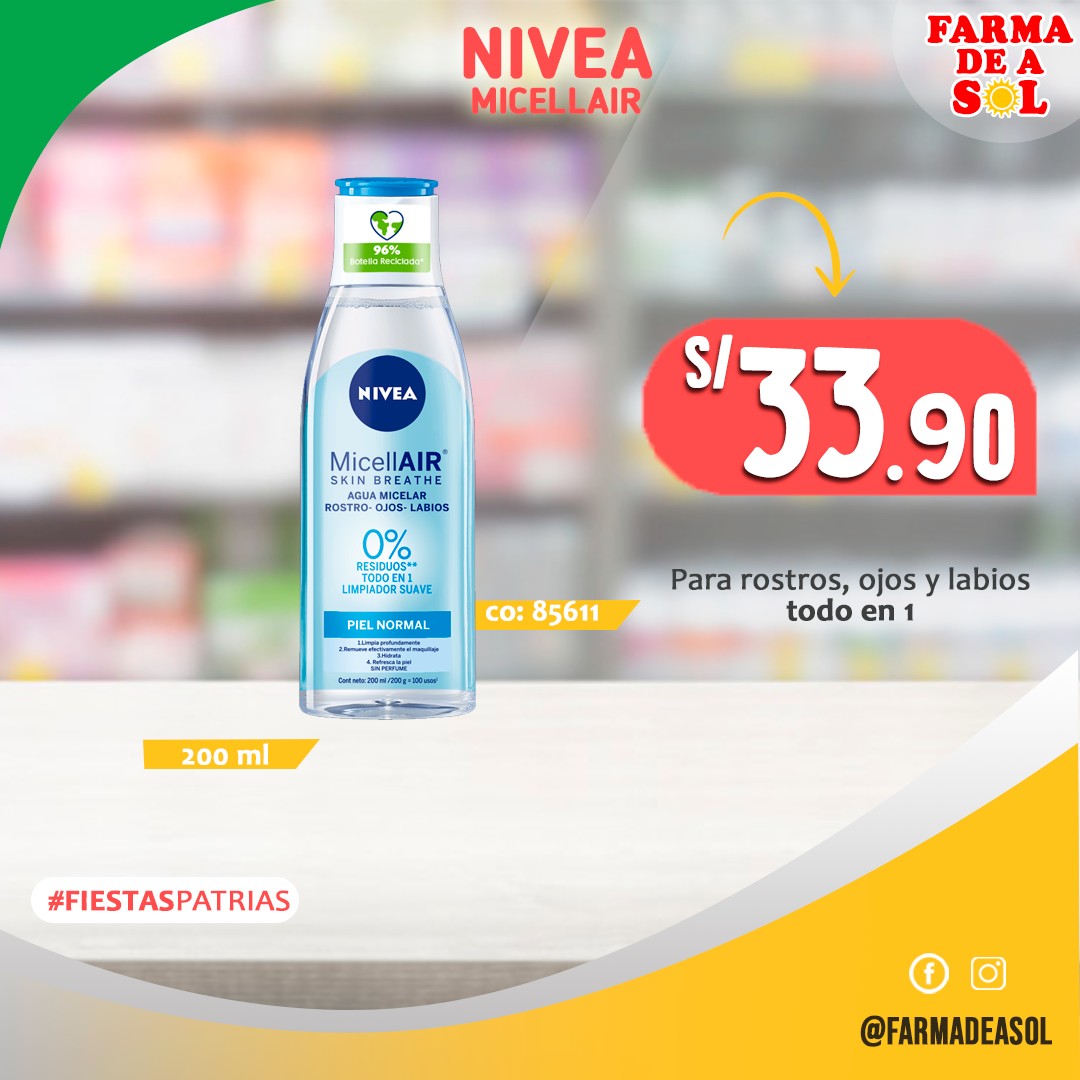 NIVEA
MICELLAIR
FARMA
DE A
SOL
96%
Botella Reciclada*
NIVEA
MicellAIR®
SKIN BREATHE
AGUA MICELAR
ROSTRO- OJOS- LABIOS
0%
RESIDUOS**
TODO EN 1
LIMPIADOR SUAVE
PIEL NORMAL
1.Limpia profundamente
2.Remueve efectivamente el maquillaje
3.Hidrata
4. Refresca la piel
SIN PERFUME
Cont neto: 200 ml /200 g = 100 usos²
S/33.90
Para rostros, ojos y labios
todo en 1
co: 85611
200 ml
#FIESTASPATRIAS
@FARMADEASOL